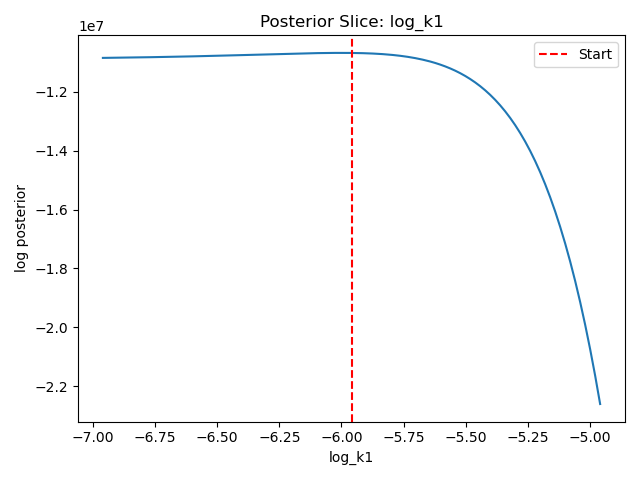 Posterior Slice: log_k1
1e7
Start
−1.2
−1.4
−1.6
−1.8
−2.0
−2.2
log posterior
−7.00 −6.75 −6.50 −6.25 −6.00 −5.75 −5.50 −5.25 −5.00
log_k1